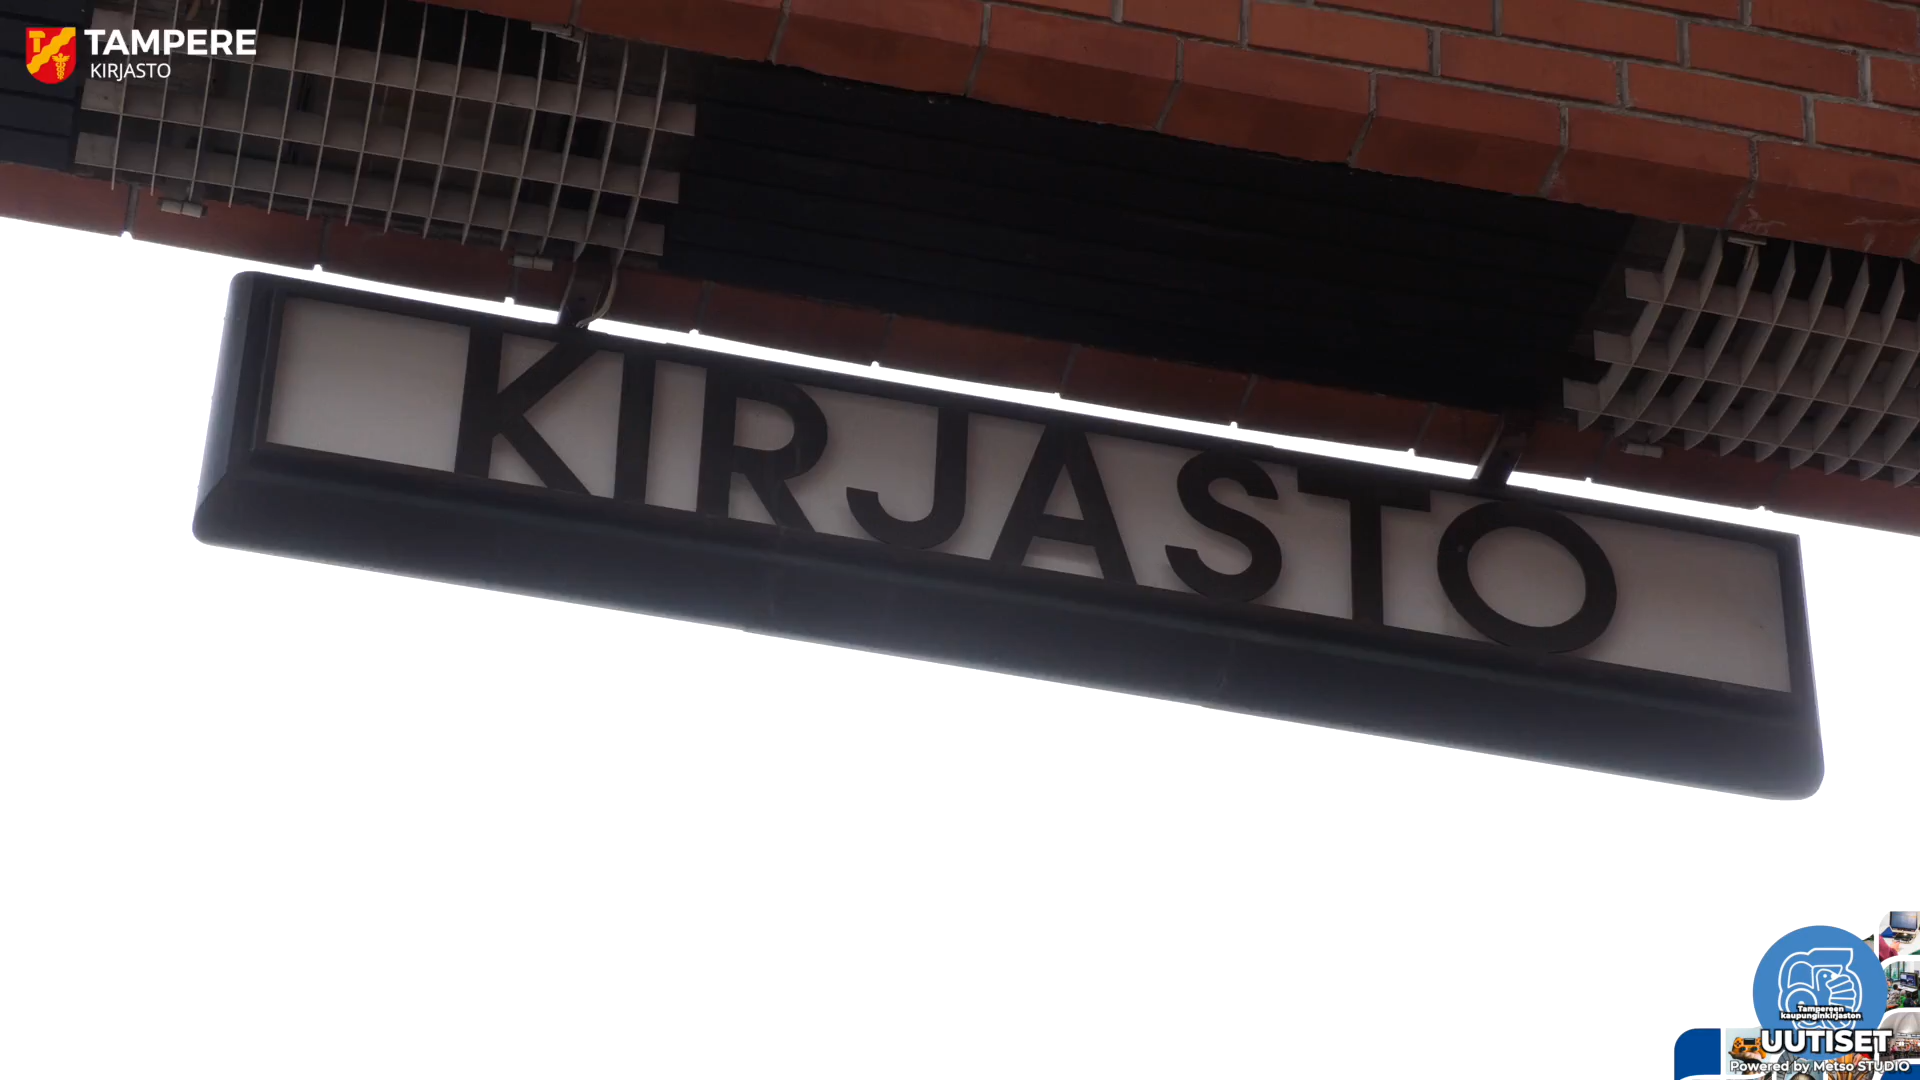 TAMPERE
KIRJASTO
KIRJASTO
Tampereen
kaupunginkirjaston
UUTISET
Powered by Metso STUDIO